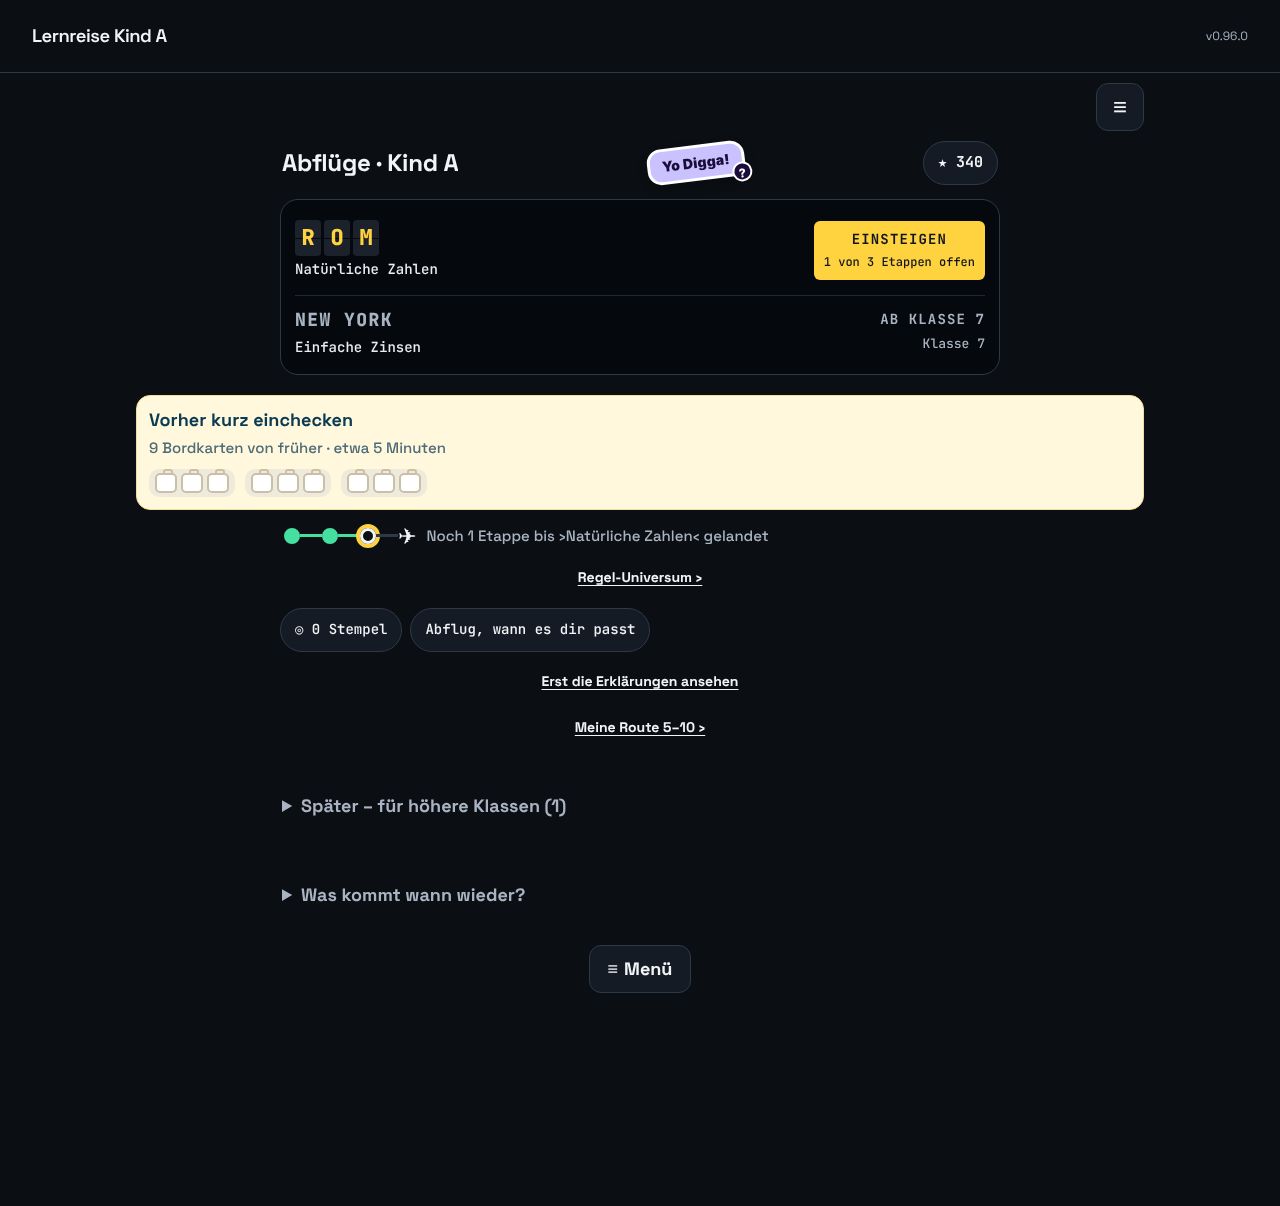 Lernreise Kind A
v0.96.0
≡
Abflüge · Kind A
Yo Digga!
?
★ 340
ROM
EINSTEIGEN
Natürliche Zahlen
1 von 3 Etappen offen
NEW YORK
AB KLASSE 7
Einfache Zinsen
Klasse 7
Vorher kurz einchecken
9 Bordkarten von früher · etwa 5 Minuten
✈ Noch 1 Etappe bis ›Natürliche Zahlen‹ gelandet
Regel-Universum ›
◎ 0 Stempel
Abflug, wann es dir passt
Erst die Erklärungen ansehen
Meine Route 5–10 ›
▶ Später – für höhere Klassen (1)
▶ Was kommt wann wieder?
≡ Menü